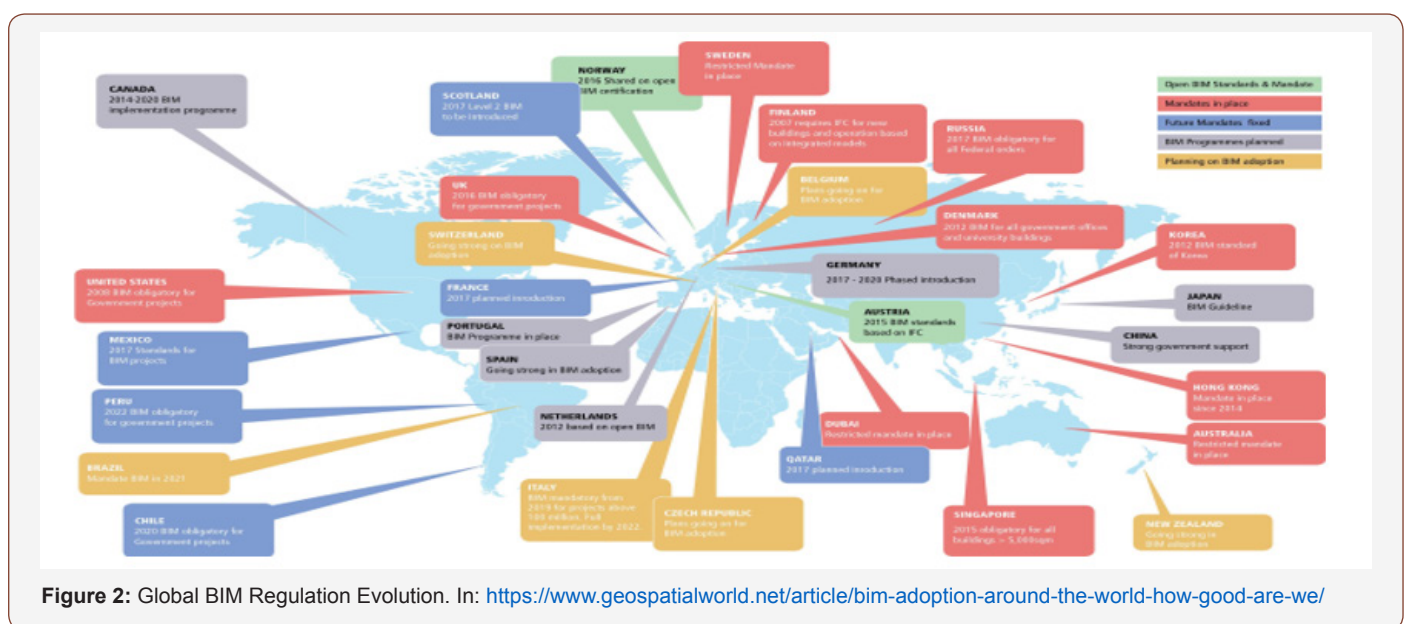 CANADA
2014-2020 BIM
implementation programme
SCOTLAND
2017 Level 2 BIM
to be introduced
NORWAY
2016 Shared on open
BIM certification
SWEDEN
Restricted Mandate
in place
FINLAND
2007 requires IFC for new
buildings and operation based
on integrated models
RUSSIA
2017 BIM obligatory for
all Federal orders
Open BIM Standards & Mandate
Mandates in place
Future Mandates fixed
BIM Programmes planned
Planning on BIM adoption
UK
2016 BIM obligatory
for government projects
BELGIUM
Plans going on for
BIM adoption
SWITZERLAND
Going strong on BIM
adoption
DENMARK
2012 BIM for all government offices
and university buildings
KOREA
2012 BIM standard
of Korea
UNITED STATES
2008 BIM obligatory for
Government projects
FRANCE
2017 planned inroduction
GERMANY
2017 - 2020 Phased introduction
JAPAN
BIM Guideline
MEXICO
2017 Standards for
BIM projects
PORTUGAL
BIM Programme in place
AUSTRIA
2015 BIM standards
based on IFC
CHINA
Strong government support
SPAIN
Going strong in BIM adoption
PERU
2022 BIM obligatory
for government projects
NETHERLANDS
2012 based on open BIM
HONG KONG
Mandate in place
since 2014
DUBAI
Restricted mandate in place
AUSTRALIA
Restricted mandate
in place
BRAZIL
Mandate BIM in 2021
QATAR
2017 planned inroduction
ITALY
BIM mandatory from
2019 for projects above
100 million. Full
implementation by 2022.
CZECH REPUBLIC
Plans going on for
BIM adoption
CHILE
2020 BIM obligatory for
Government projects
SINGAPORE
2015 obligatory for all
buildings 5,000sqm
NEW ZEALAND
Going strong in
BIM adoption
Figure 2: Global BIM Regulation Evolution. In: https://www.geospatialworld.net/article/bim-adoption-around-the-world-how-good-are-we/